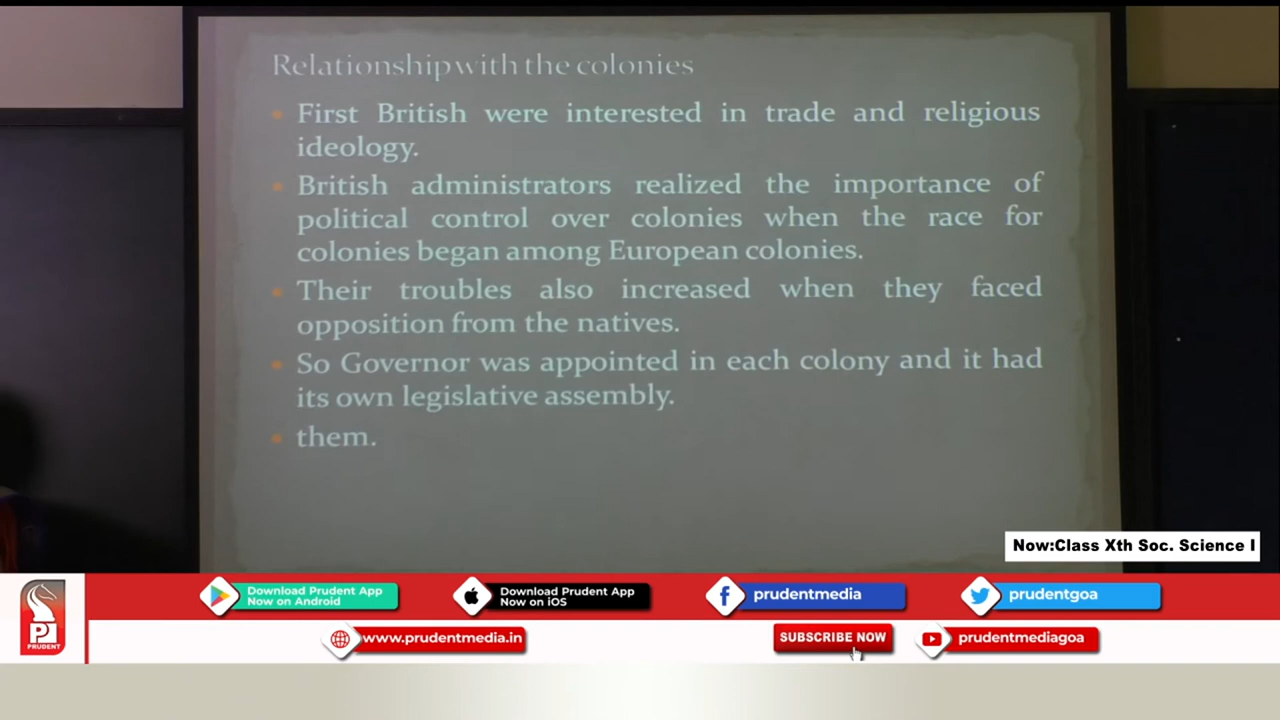 Relationship with the colonies
First British were interested in trade and religious
ideology.
British administrators realized the importance of
political control over colonies when the race for
colonies began among European colonies.
Their troubles also increased when they faced
opposition from the natives.
So Governor was appointed in each colony and it had
its own legislative assembly.
them.
Now:Class Xth Soc. Science I
Download Prudent App
Now on Android
Download Prudent App
Now on iOS
prudentmedia
prudentgoa
PRUDENT
www.prudentmedia.in
SUBSCRIBE NOW
prudentmediagoa